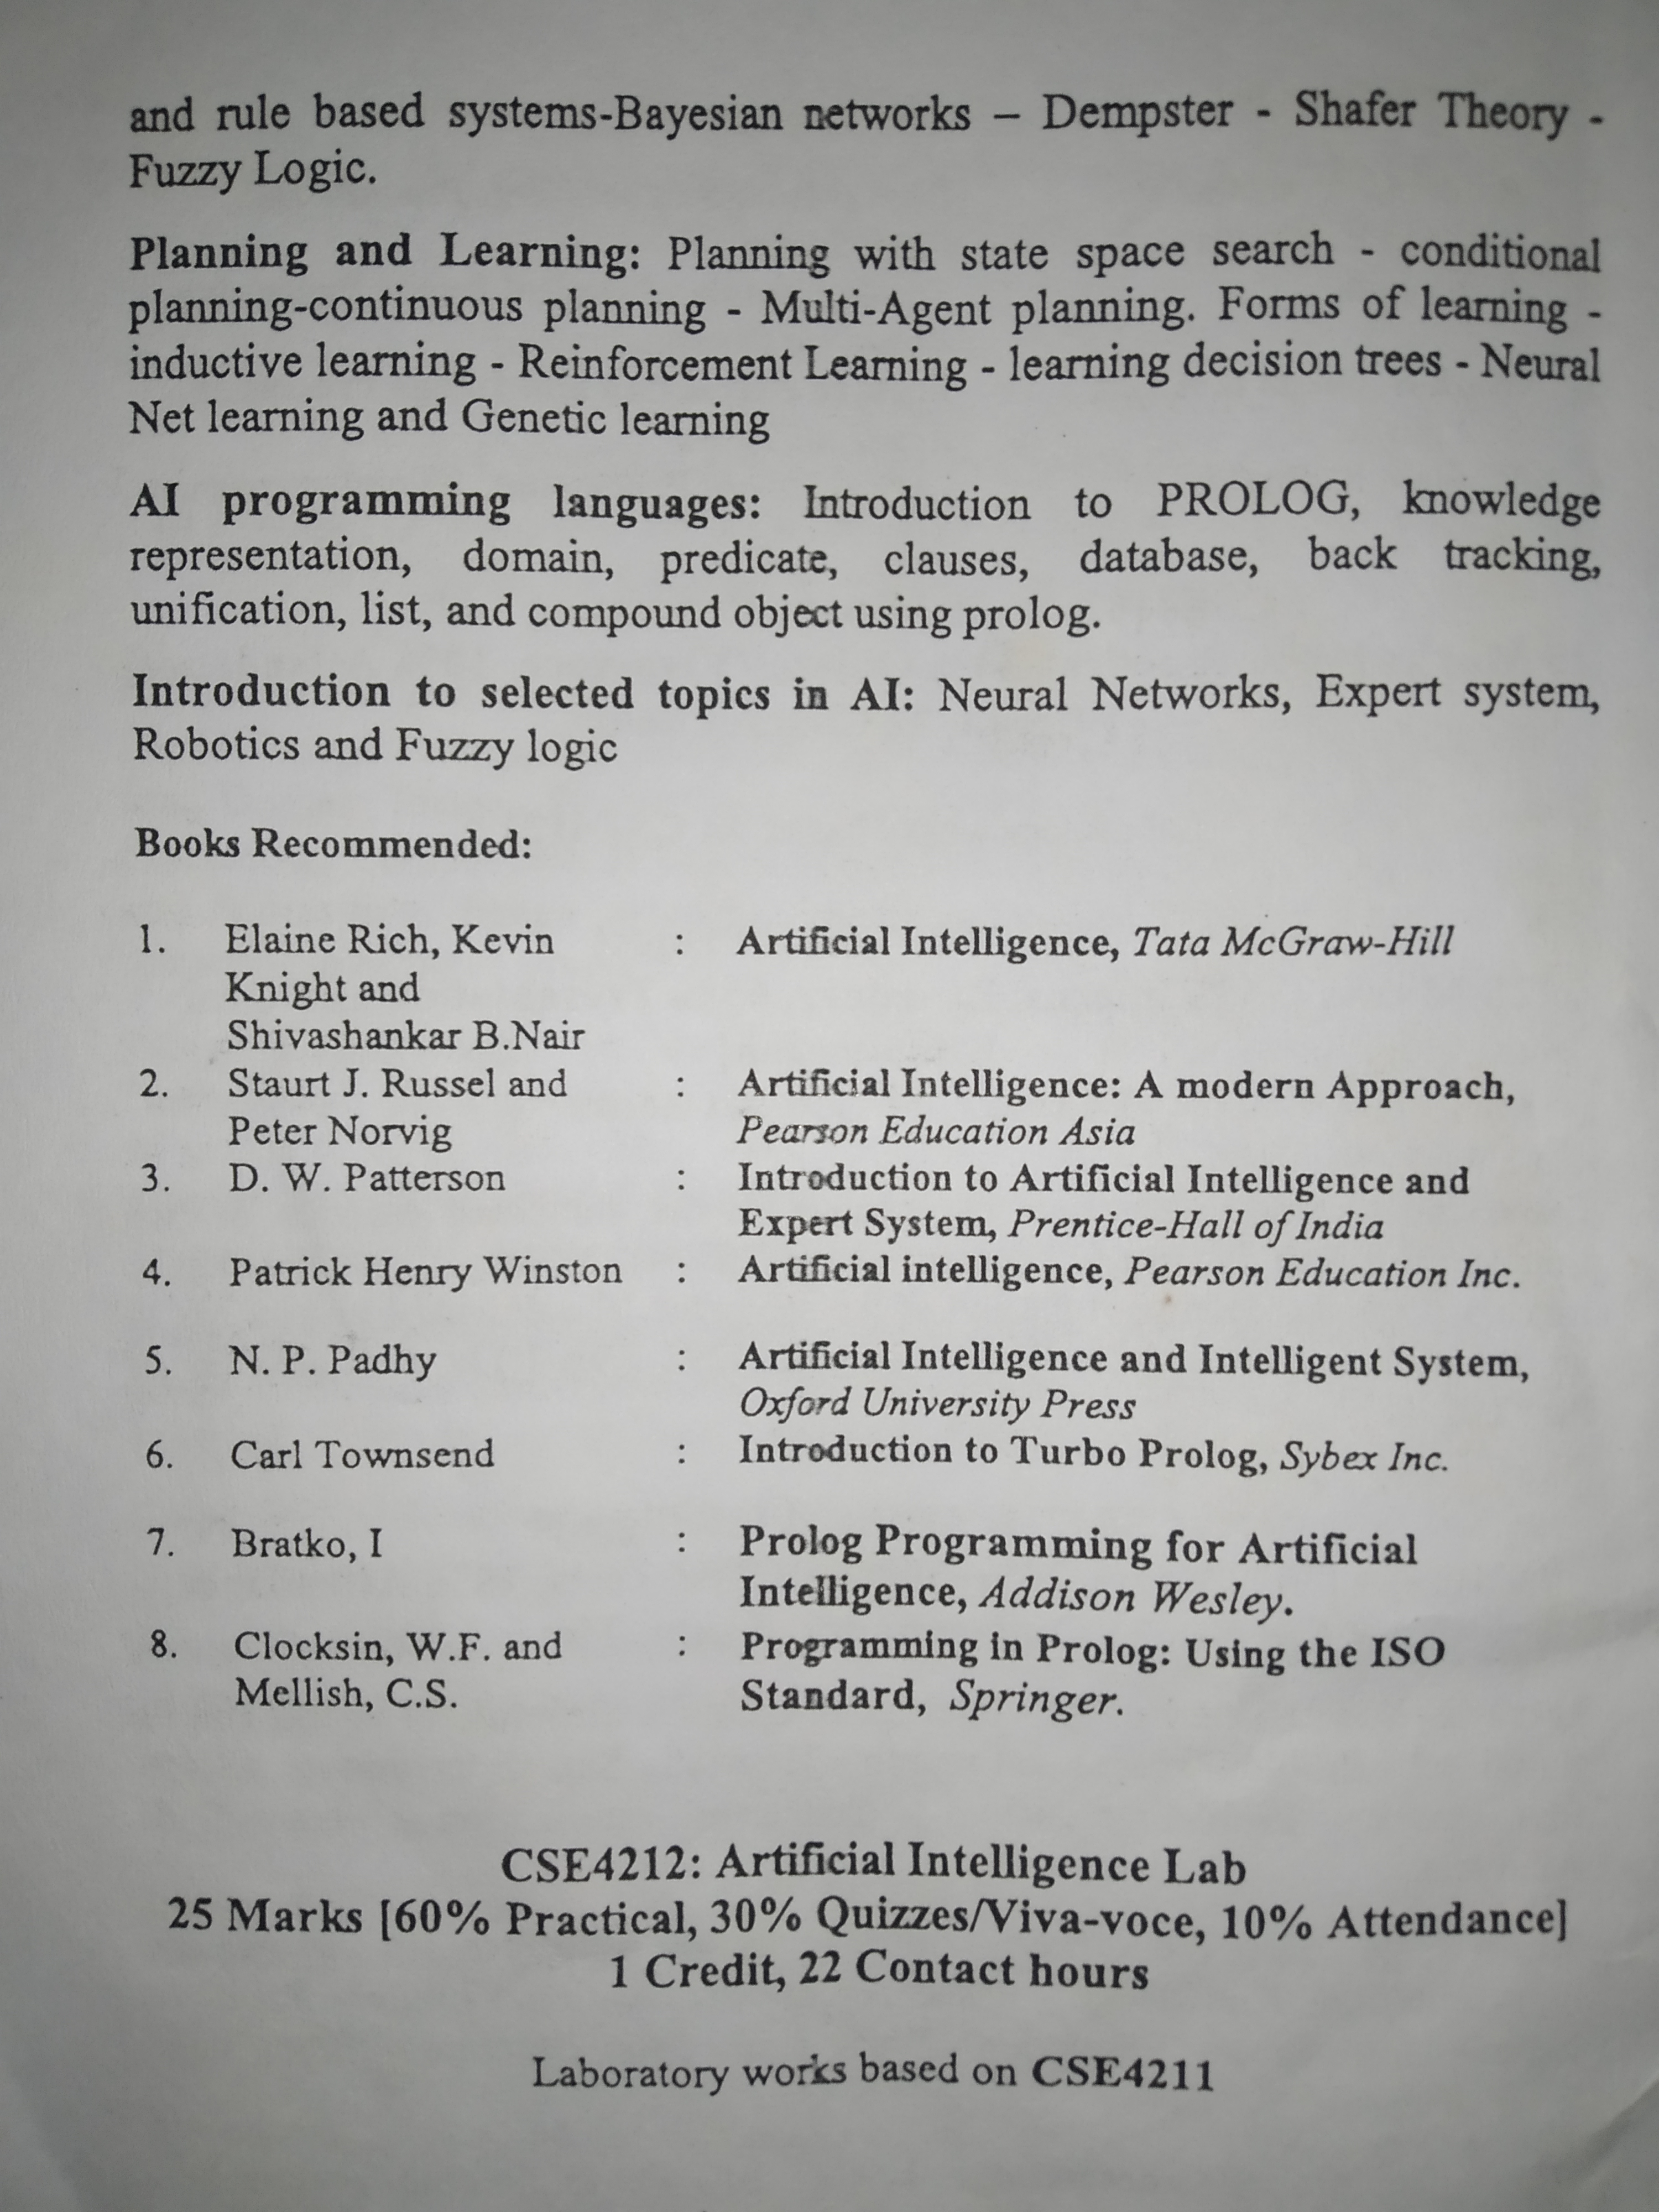 and rule based systems-Bayesian networks – Dempster - Shafer Theory -
Fuzzy Logic.
Planning and Learning: Planning with state space search - conditional
planning-continuous planning - Multi-Agent planning. Forms of learning -
inductive learning - Reinforcement Learning - learning decision trees - Neural
Net learning and Genetic learning
AI programming languages: Introduction to PROLOG, knowledge
representation, domain, predicate, clauses, database, back tracking,
unification, list, and compound object using prolog.
Introduction to selected topics in AI: Neural Networks, Expert system,
Robotics and Fuzzy logic
Books Recommended:
1. Elaine Rich, Kevin : Artificial Intelligence, Tata McGraw-Hill
Knight and
Shivashankar B.Nair
2. Staurt J. Russel and : Artificial Intelligence: A modern Approach,
Peter Norvig Pearson Education Asia
3. D. W. Patterson : Introduction to Artificial Intelligence and
Expert System, Prentice-Hall of India
4. Patrick Henry Winston : Artificial intelligence, Pearson Education Inc.
5. N. P. Padhy : Artificial Intelligence and Intelligent System,
Oxford University Press
6. Carl Townsend : Introduction to Turbo Prolog, Sybex Inc.
7. Bratko, I : Prolog Programming for Artificial
Intelligence, Addison Wesley.
8. Clocksin, W.F. and : Programming in Prolog: Using the ISO
Mellish, C.S. Standard, Springer.
CSE4212: Artificial Intelligence Lab
25 Marks [60% Practical, 30% Quizzes/Viva-voce, 10% Attendance]
1 Credit, 22 Contact hours
Laboratory works based on CSE4211